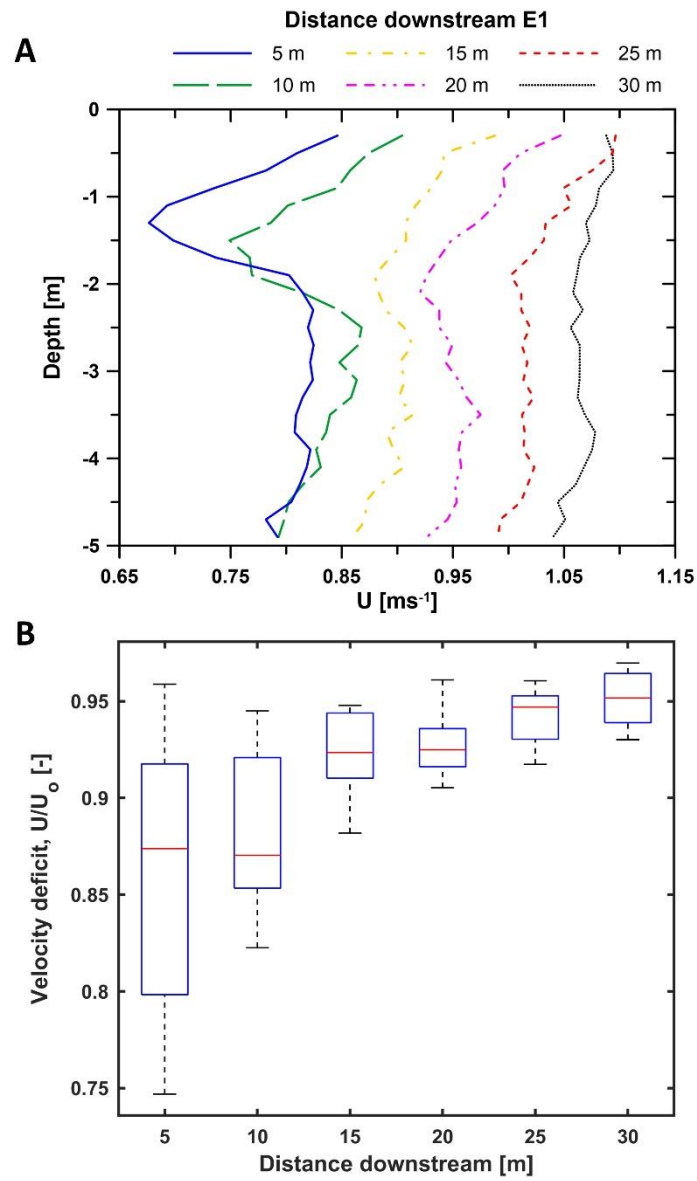 Distance downstream E1
A
5 m 15 m 25 m
10 m 20 m 30 m
0
-1
-2
-3
-4
-5
Depth [m]
0.65 0.75 0.85 0.95 1.05 1.15
U [ms⁻¹]
B
0.95
0.9
0.85
0.8
0.75
Velocity deficit, U/Uₒ [-]
5 10 15 20 25 30
Distance downstream [m]